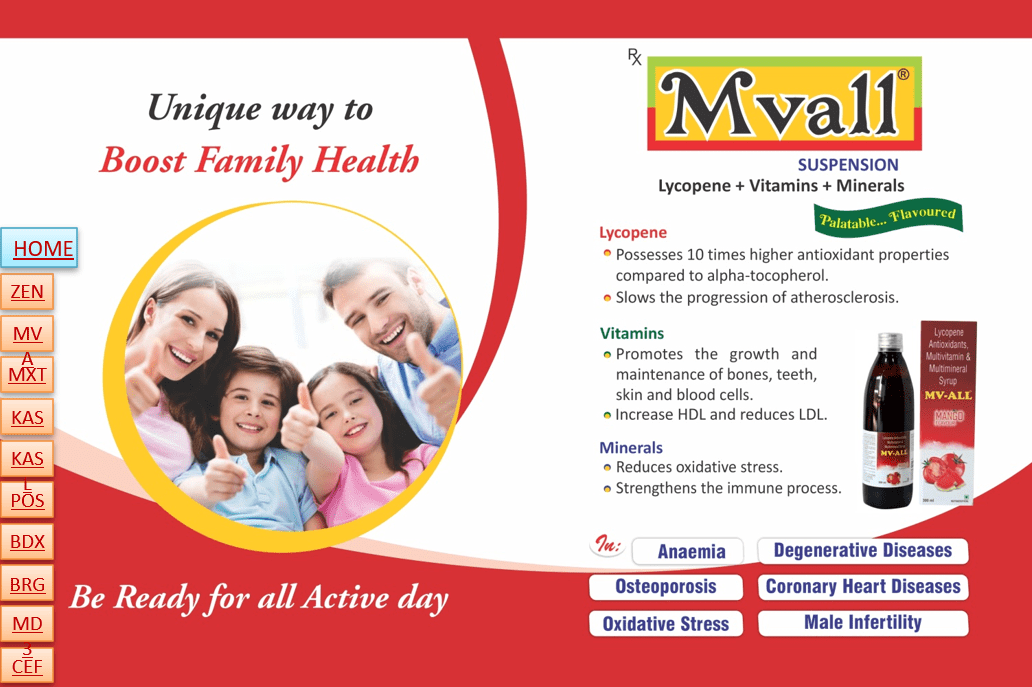 Unique way to
Boost Family Health
HOME
ZEN
MV
A
MXT
KAS
KAS
L
POS
BDX
BRG
MD
3
CEF
Be Ready for all Active day
Rx
Mvall®
SUSPENSION
Lycopene + Vitamins + Minerals
Palatable... Flavoured
Lycopene
Possesses 10 times higher antioxidant properties
compared to alpha-tocopherol.
Slows the progression of atherosclerosis.
Vitamins
Promotes the growth and
maintenance of bones, teeth,
skin and blood cells.
Increase HDL and reduces LDL.
Minerals
Reduces oxidative stress.
Strengthens the immune process.
Lycopene
Antioxidants,
Multivitamin &
Multimineral
Syrup
MV-ALL
MANGO
MV-ALL
In:
Anaemia
Degenerative Diseases
Osteoporosis
Coronary Heart Diseases
Oxidative Stress
Male Infertility